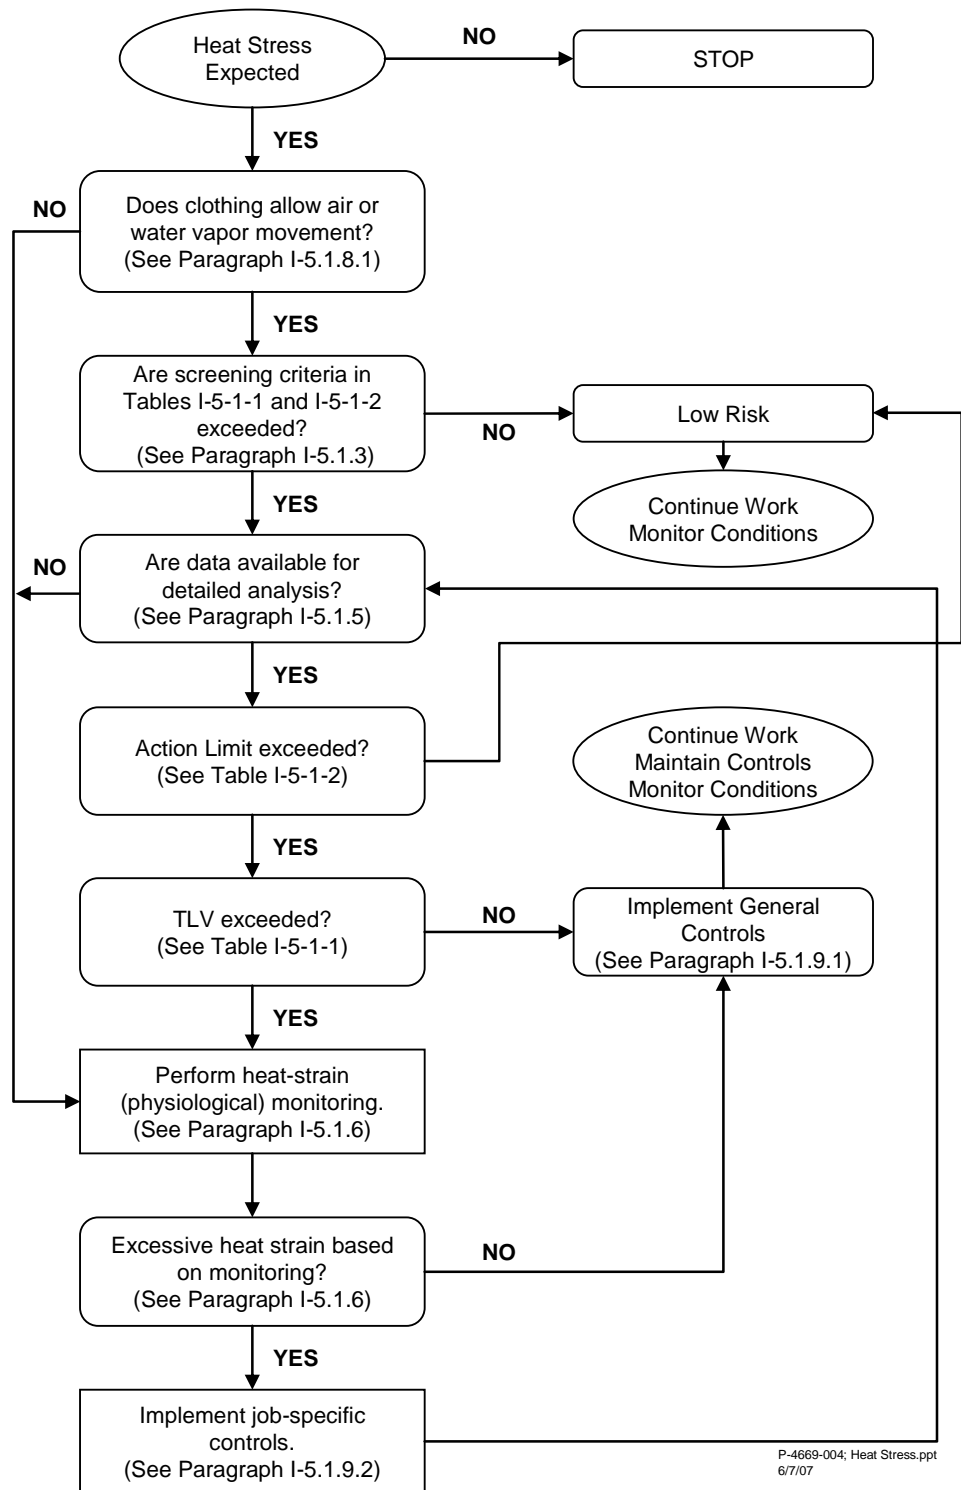 Heat Stress
Expected
NO
STOP
YES
NO
Does clothing allow air or
water vapor movement?
(See Paragraph I-5.1.8.1)
YES
Are screening criteria in
Tables I-5-1-1 and I-5-1-2
exceeded?
(See Paragraph I-5.1.3)
NO
Low Risk
YES
Continue Work
Monitor Conditions
NO
Are data available for
detailed analysis?
(See Paragraph I-5.1.5)
YES
Action Limit exceeded?
(See Table I-5-1-2)
Continue Work
Maintain Controls
Monitor Conditions
YES
TLV exceeded?
(See Table I-5-1-1)
NO
Implement General
Controls
(See Paragraph I-5.1.9.1)
YES
Perform heat-strain
(physiological) monitoring.
(See Paragraph I-5.1.6)
Excessive heat strain based
on monitoring?
(See Paragraph I-5.1.6)
NO
YES
Implement job-specific
controls.
(See Paragraph I-5.1.9.2)
P-4669-004; Heat Stress.ppt
6/7/07